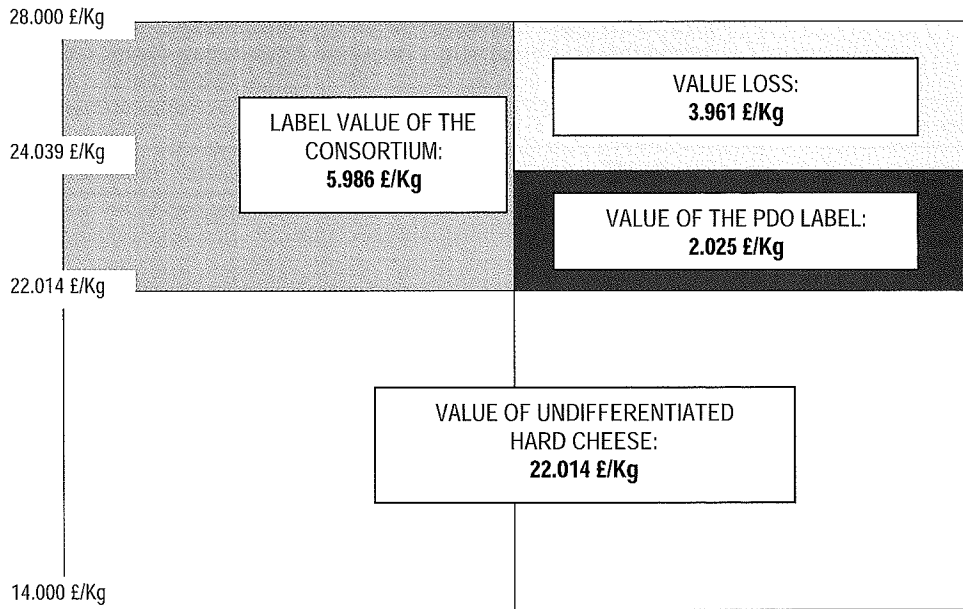 28.000 £/Kg
VALUE LOSS:
3.961 £/Kg
LABEL VALUE OF THE
CONSORTIUM:
5.986 £/Kg
24.039 £/Kg
VALUE OF THE PDO LABEL:
2.025 £/Kg
22.014 £/Kg
VALUE OF UNDIFFERENTIATED
HARD CHEESE:
22.014 £/Kg
14.000 £/Kg